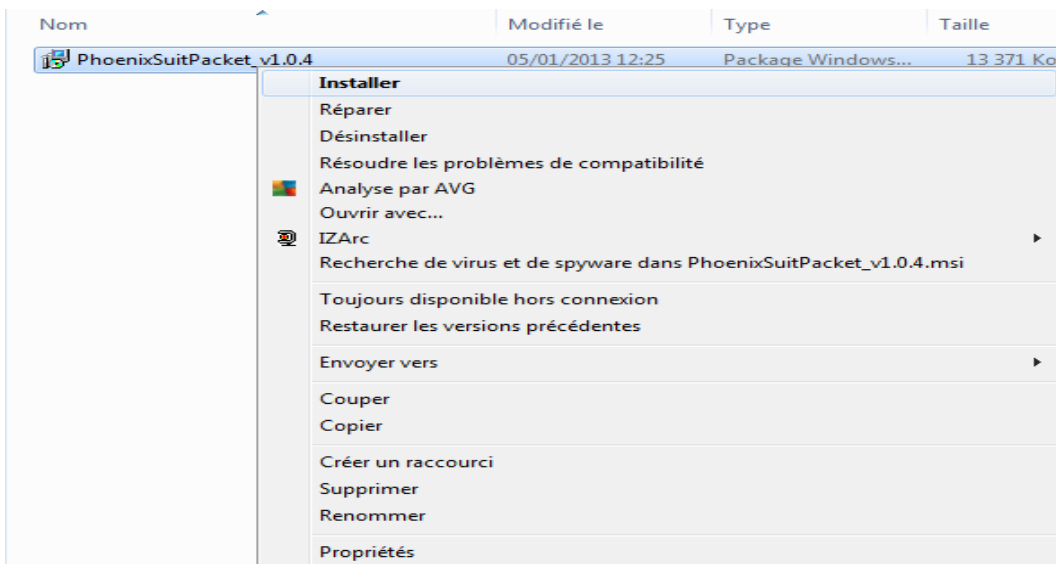 Nom Modifié le Type Taille
PhoenixSuitPacket_v1.0.4 05/01/2013 12:25 Package Windows... 13 371 Ko
Installer
Réparer
Désinstaller
Résoudre les problèmes de compatibilité
Analyse par AVG
Ouvrir avec...
IZArc
Recherche de virus et de spyware dans PhoenixSuitPacket_v1.0.4.msi
Toujours disponible hors connexion
Restaurer les versions précédentes
Envoyer vers
Couper
Copier
Créer un raccourci
Supprimer
Renommer
Propriétés